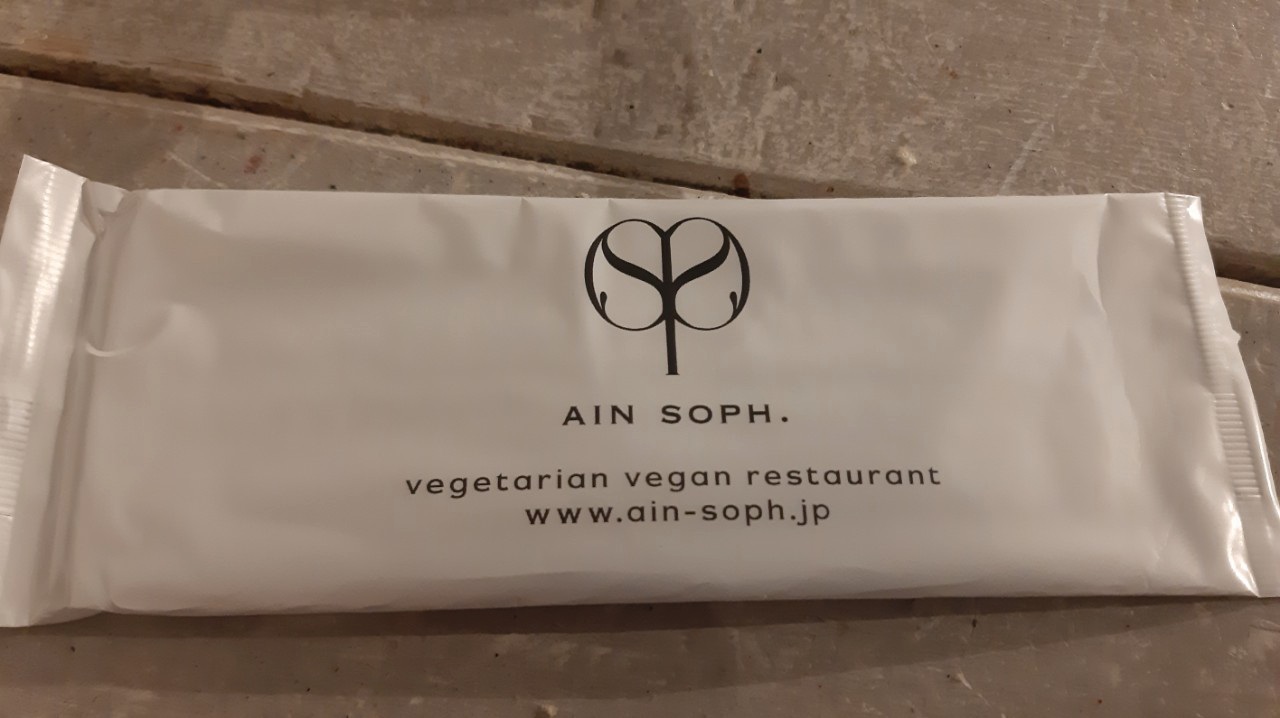 AIN SOPH.
vegetarian vegan restaurant
www.ain-soph.jp